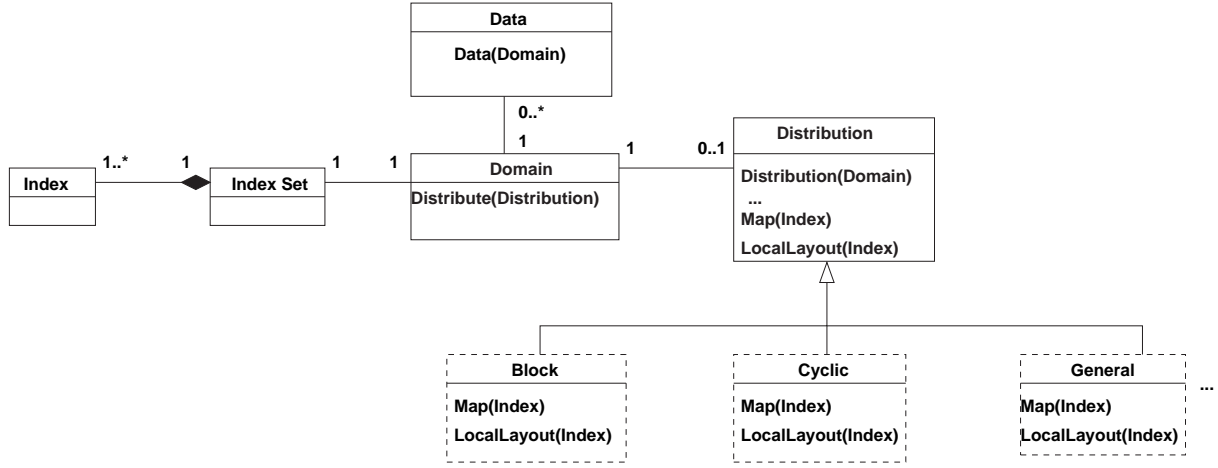 Data
Data(Domain)
0..*
1
Index
1..*
1
Index Set
1
1
Domain
Distribute(Distribution)
1
0..1
Distribution
Distribution(Domain)
...
Map(Index)
LocalLayout(Index)
Block
Map(Index)
LocalLayout(Index)
Cyclic
Map(Index)
LocalLayout(Index)
General
Map(Index)
LocalLayout(Index)
...